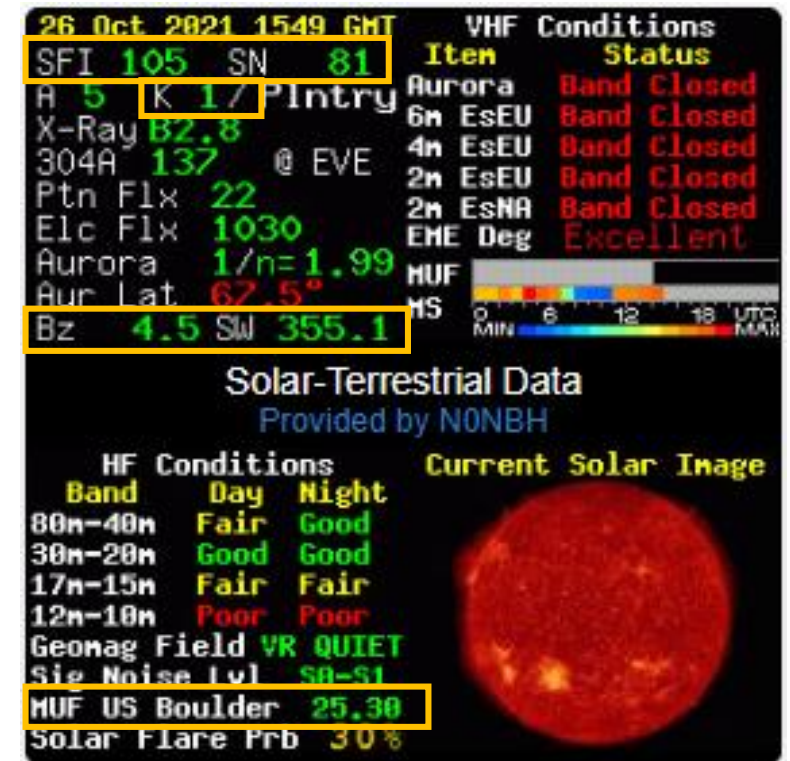 26 Oct 2021 1549 GMT
SFI 105 SN 81
A 5 K 1 / Plntry
X-Ray B2.8
304A 137 @ EVE
Ptn Flx 22
Elc Flx 1030
Aurora 1/n=1.99
Aur Lat 67.5°
Bz 4.5 SW 355.1
VHF Conditions
Item Status
Aurora Band Closed
6m EsEU Band Closed
4m EsEU Band Closed
2m EsEU Band Closed
2m EsNA Band Closed
EME Deg Excellent
MUF
MS
0 6 12 18 UTC
MIN MAX
Solar-Terrestrial Data
Provided by N0NBH
HF Conditions
Band Day Night
80m-40m Fair Good
30m-20m Good Good
17m-15m Fair Fair
12m-10m Poor Poor
Geomag Field VR QUIET
Sig Noise Lvl S0-S1
MUF US Boulder 25.30
Solar Flare Prb 30%
Current Solar Image